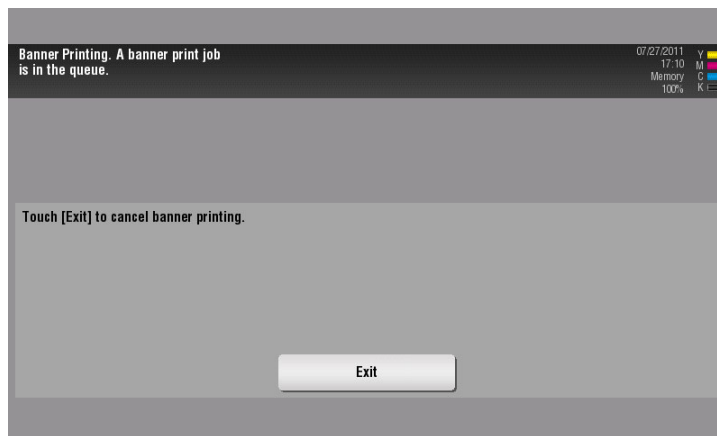 Banner Printing. A banner print job
is in the queue.
07/27/2011
17:10
Memory
100%
Y
M
C
K
Touch [Exit] to cancel banner printing.
Exit